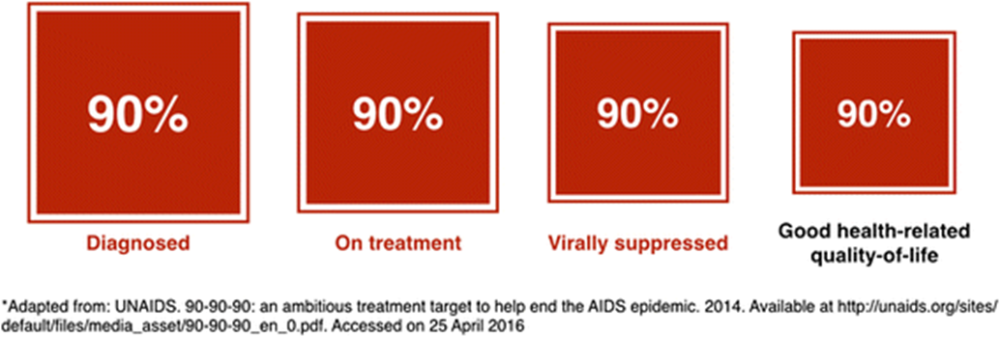 90% 90% 90% 90%
Diagnosed On treatment Virally suppressed Good health-related
quality-of-life
*Adapted from: UNAIDS. 90-90-90: an ambitious treatment target to help end the AIDS epidemic. 2014. Available at http://unaids.org/sites/
default/files/media_asset/90-90-90_en_0.pdf. Accessed on 25 April 2016